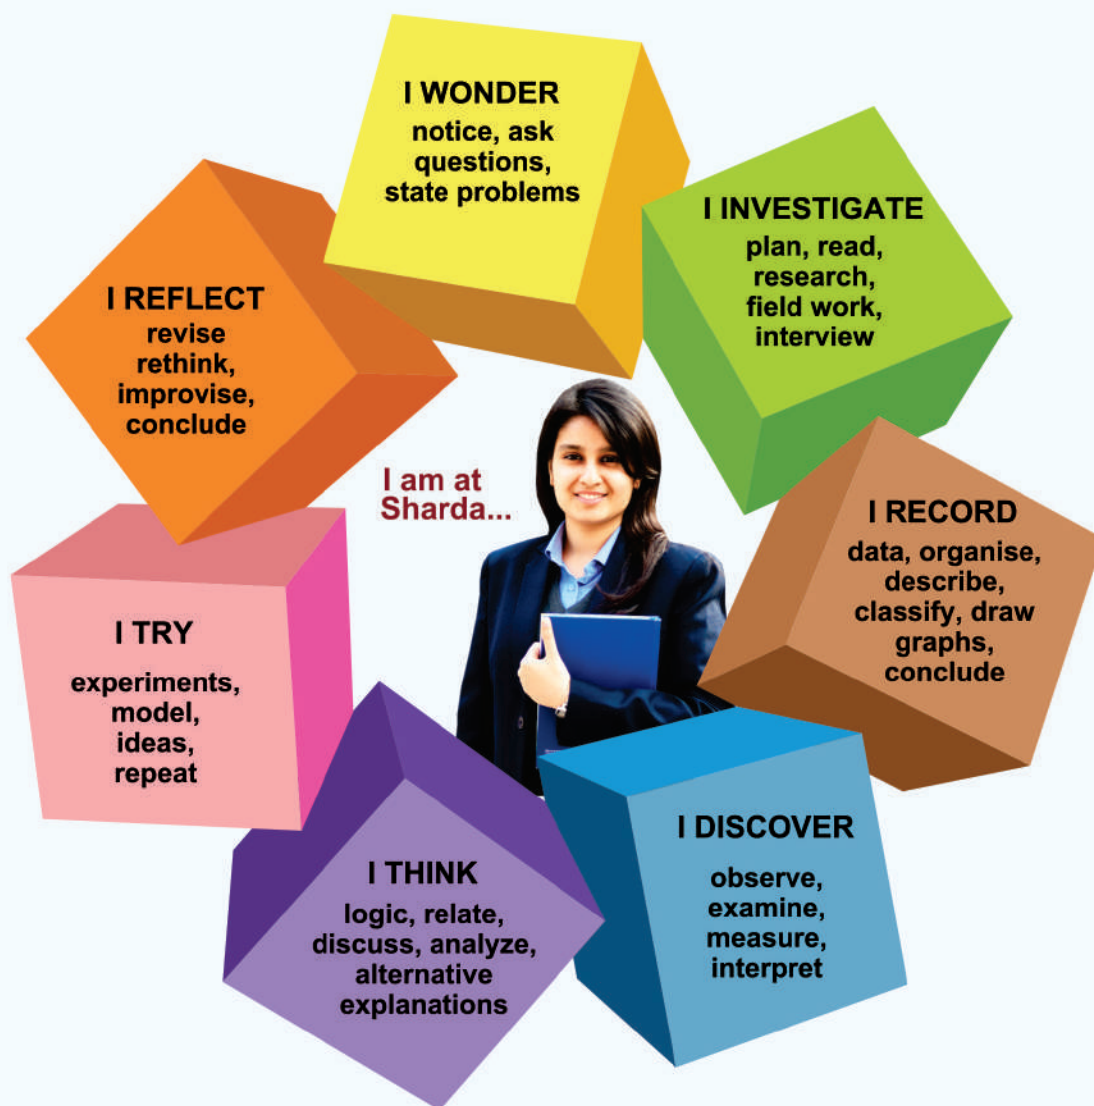 I WONDER
notice, ask
questions,
state problems
I INVESTIGATE
plan, read,
research,
field work,
interview
I RECORD
data, organise,
describe,
classify, draw
graphs,
conclude
I DISCOVER
observe,
examine,
measure,
interpret
I THINK
logic, relate,
discuss, analyze,
alternative
explanations
I TRY
experiments,
model,
ideas,
repeat
I REFLECT
revise
rethink,
improvise,
conclude
I am at
Sharda...